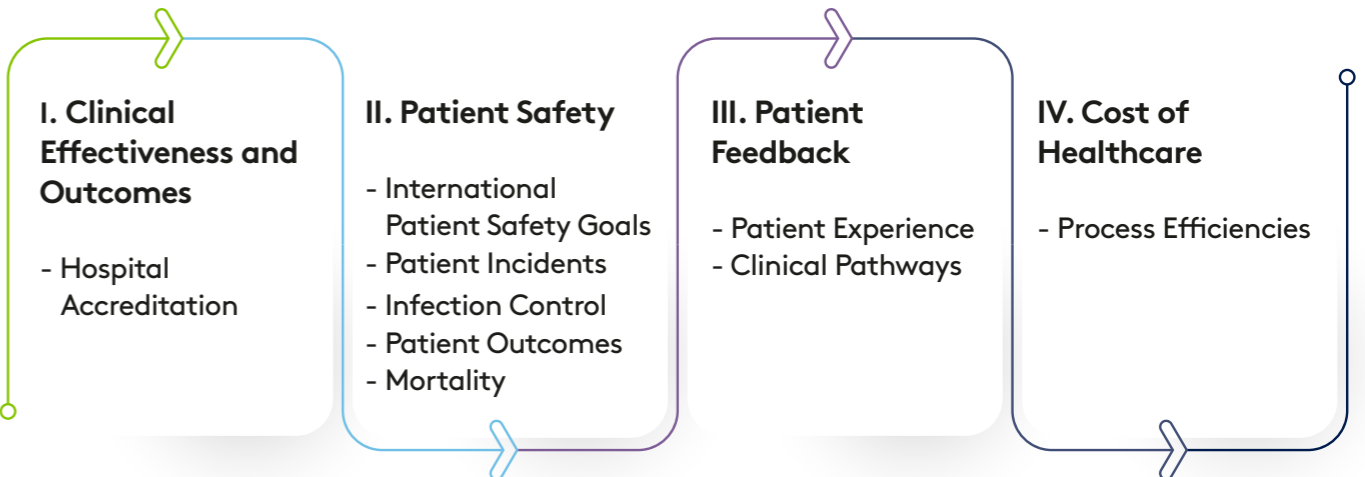 I. Clinical
Effectiveness and
Outcomes
- Hospital
Accreditation
II. Patient Safety
- International
Patient Safety Goals
- Patient Incidents
- Infection Control
- Patient Outcomes
- Mortality
III. Patient
Feedback
- Patient Experience
- Clinical Pathways
IV. Cost of
Healthcare
- Process Efficiencies